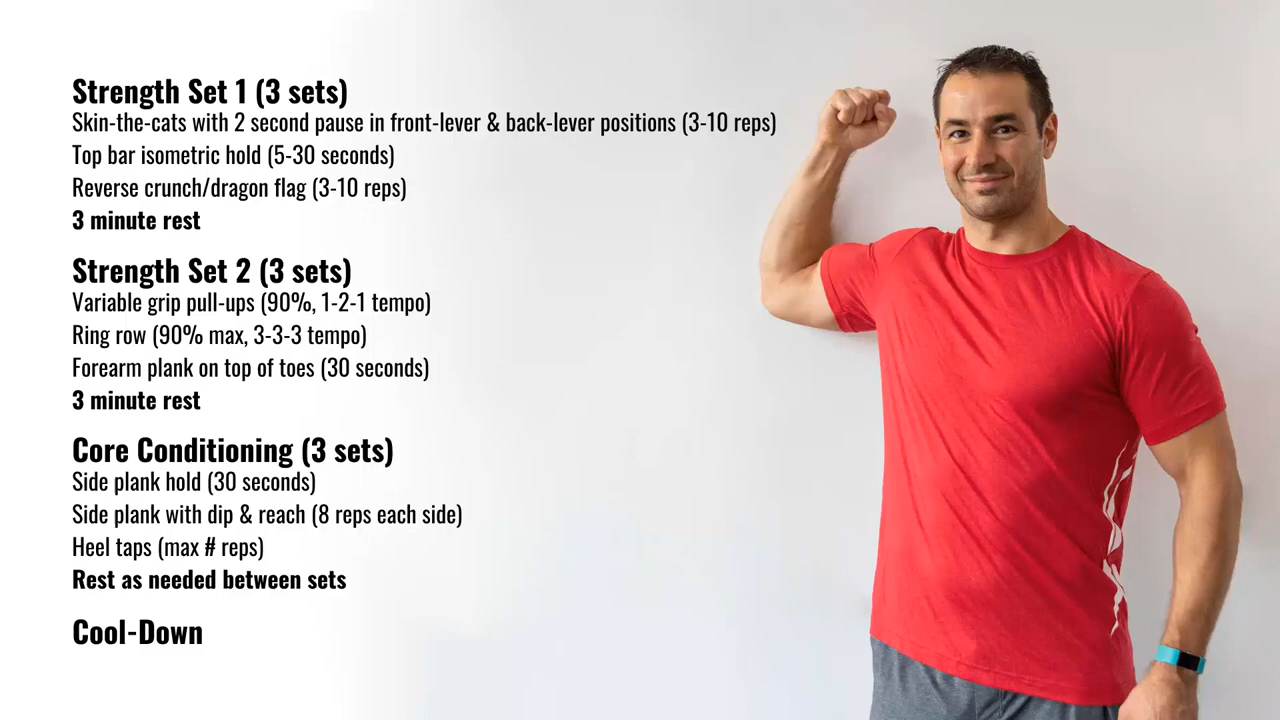 Strength Set 1 (3 sets)
Skin-the-cats with 2 second pause in front-lever & back-lever positions (3-10 reps)
Top bar isometric hold (5-30 seconds)
Reverse crunch/dragon flag (3-10 reps)
3 minute rest
Strength Set 2 (3 sets)
Variable grip pull-ups (90%, 1-2-1 tempo)
Ring row (90% max, 3-3-3 tempo)
Forearm plank on top of toes (30 seconds)
3 minute rest
Core Conditioning (3 sets)
Side plank hold (30 seconds)
Side plank with dip & reach (8 reps each side)
Heel taps (max # reps)
Rest as needed between sets
Cool-Down